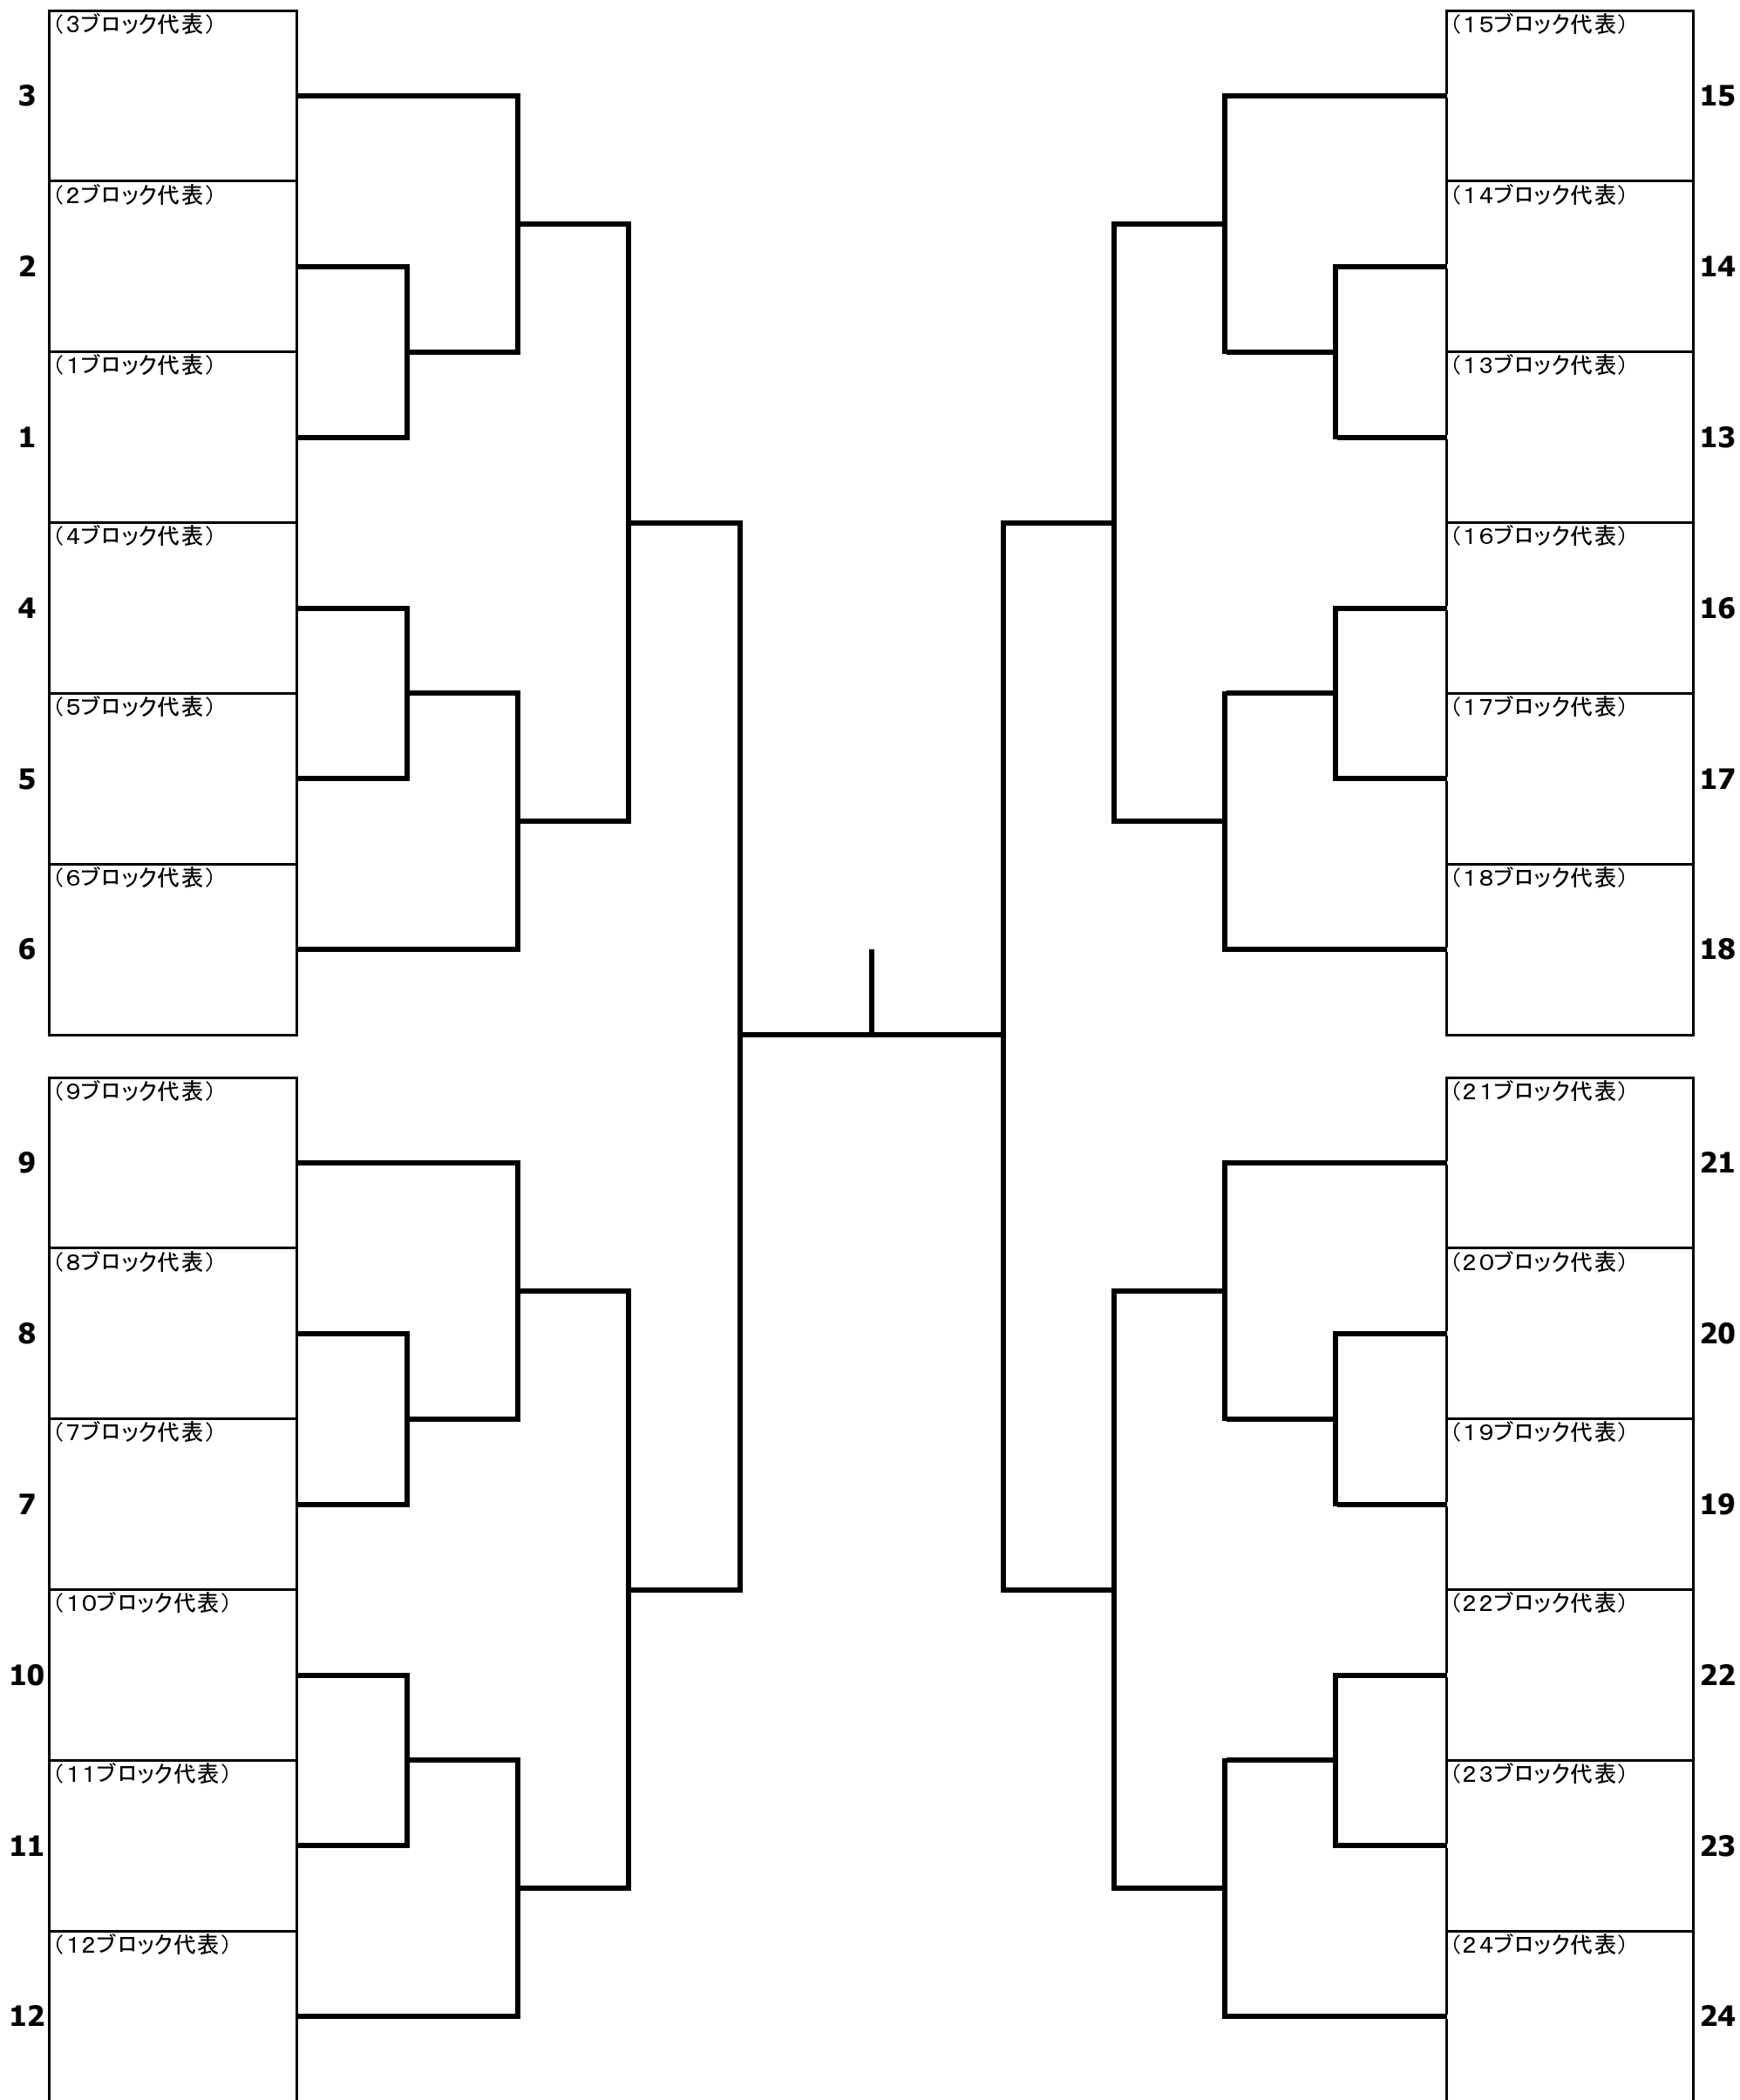 （3ブロック代表）
3
（2ブロック代表）
2
（1ブロック代表）
1
（4ブロック代表）
4
（5ブロック代表）
5
（6ブロック代表）
6
（9ブロック代表）
9
（8ブロック代表）
8
（7ブロック代表）
7
（10ブロック代表）
10
（11ブロック代表）
11
（12ブロック代表）
12
（15ブロック代表）
15
（14ブロック代表）
14
（13ブロック代表）
13
（16ブロック代表）
16
（17ブロック代表）
17
（18ブロック代表）
18
（21ブロック代表）
21
（20ブロック代表）
20
（19ブロック代表）
19
（22ブロック代表）
22
（23ブロック代表）
23
（24ブロック代表）
24